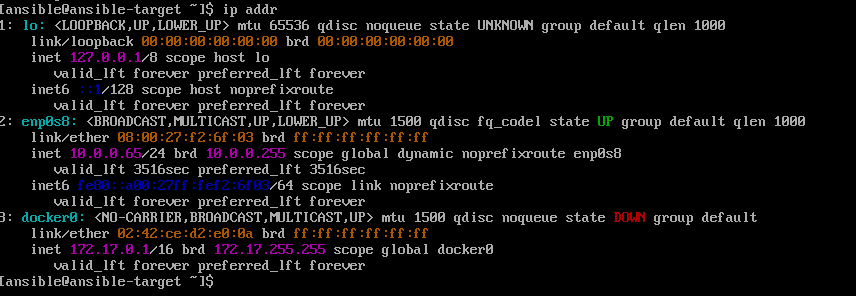 [ansible@ansible-target ~]$ ip addr
1: lo: <LOOPBACK,UP,LOWER_UP> mtu 65536 qdisc noqueue state UNKNOWN group default qlen 1000
link/loopback 00:00:00:00:00:00 brd 00:00:00:00:00:00
inet 127.0.0.1/8 scope host lo
valid_lft forever preferred_lft forever
inet6 ::1/128 scope host noprefixroute
valid_lft forever preferred_lft forever
2: enp0s8: <BROADCAST,MULTICAST,UP,LOWER_UP> mtu 1500 qdisc fq_codel state UP group default qlen 1000
link/ether 08:00:27:f2:6f:03 brd ff:ff:ff:ff:ff:ff
inet 10.0.0.65/24 brd 10.0.0.255 scope global dynamic noprefixroute enp0s8
valid_lft 3516sec preferred_lft 3516sec
inet6 fe80::a00:27ff:fef2:6f03/64 scope link noprefixroute
valid_lft forever preferred_lft forever
3: docker0: <NO-CARRIER,BROADCAST,MULTICAST,UP> mtu 1500 qdisc noqueue state DOWN group default
link/ether 02:42:ce:d2:e0:0a brd ff:ff:ff:ff:ff:ff
inet 172.17.0.1/16 brd 172.17.255.255 scope global docker0
valid_lft forever preferred_lft forever
[ansible@ansible-target ~]$